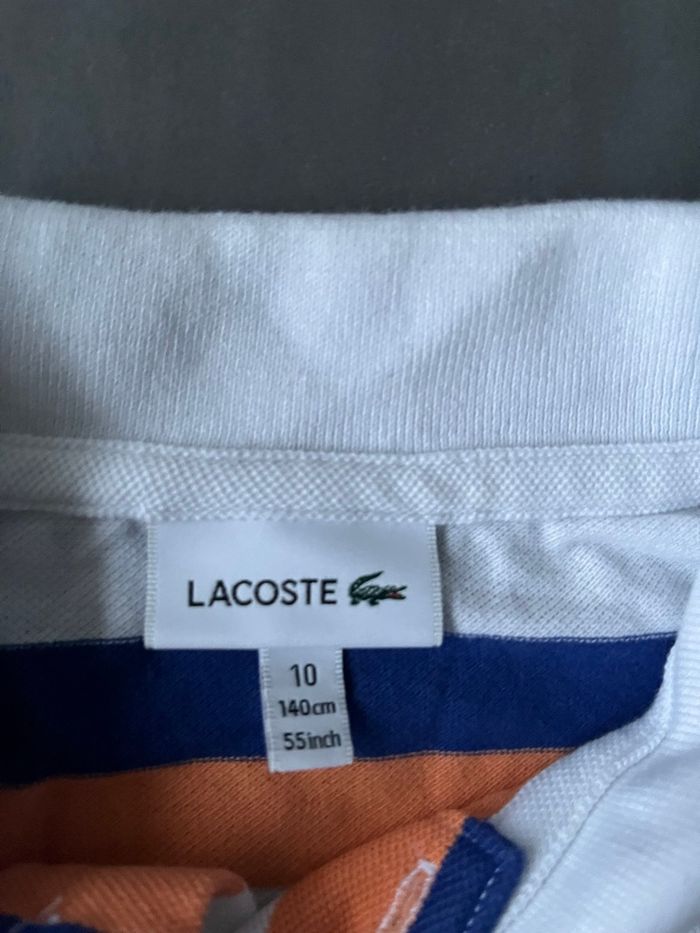 LACOSTE
10
140cm
55inch